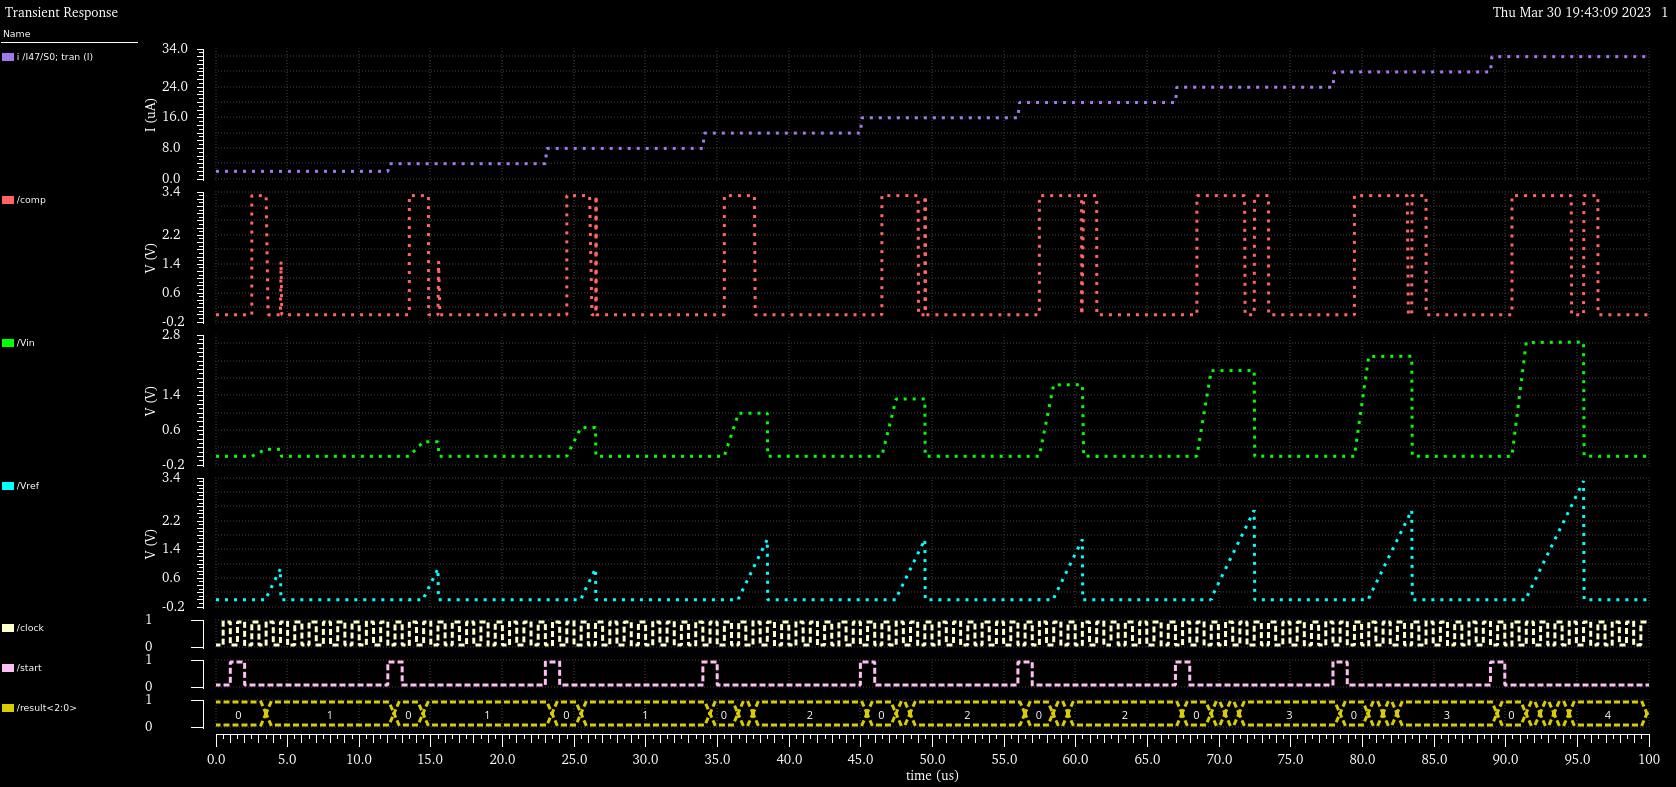 Transient Response
Thu Mar 30 19:43:09 2023 1
Name
i /I47/S0; tran (I)
34.0
24.0
16.0
8.0
0.0
I (uA)
/comp
3.4
2.2
1.4
0.6
-0.2
V (V)
/Vin
2.8
1.4
0.6
-0.2
V (V)
/Vref
3.4
2.2
1.4
0.6
-0.2
V (V)
/clock
1
0
/start
1
0
/result<2:0>
1
0
0 1 0 1 0 1 0 2 0 2 0 2 0 3 0 3 0 4
0.0 5.0 10.0 15.0 20.0 25.0 30.0 35.0 40.0 45.0 50.0 55.0 60.0 65.0 70.0 75.0 80.0 85.0 90.0 95.0 100
time (us)